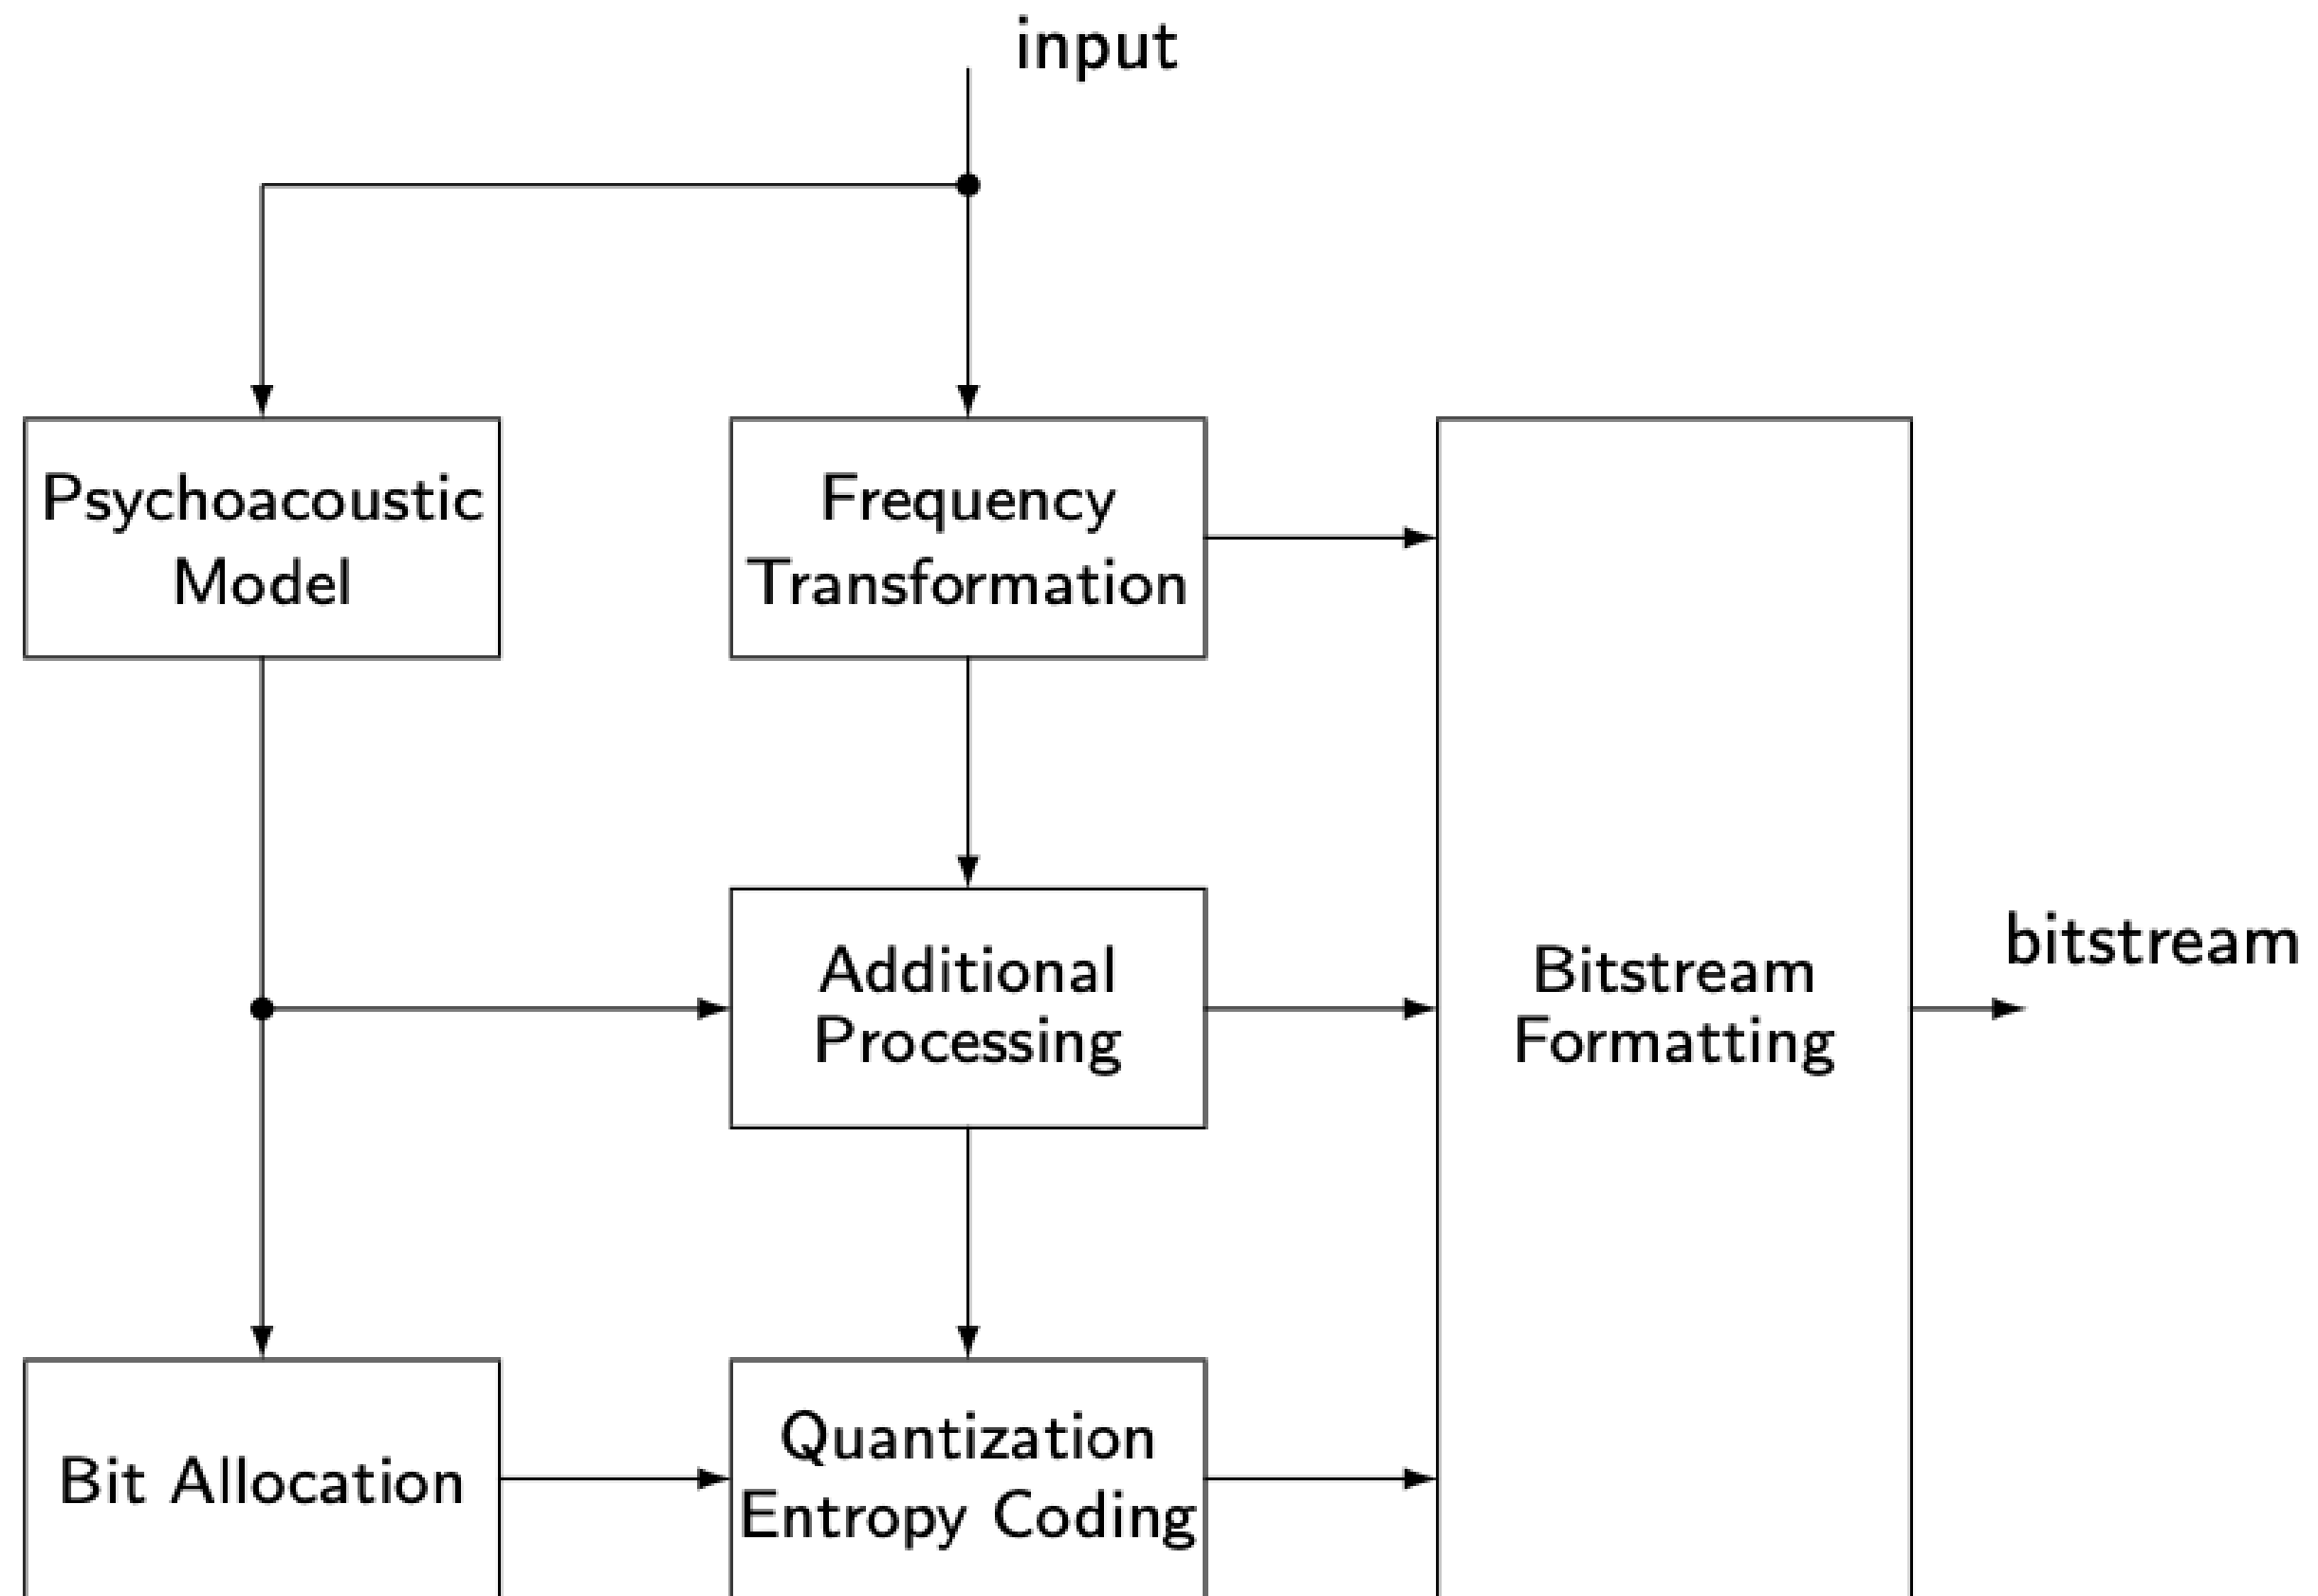 input
Psychoacoustic
Model
Frequency
Transformation
Additional
Processing
Bitstream
Formatting
bitstream
Bit Allocation
Quantization
Entropy Coding